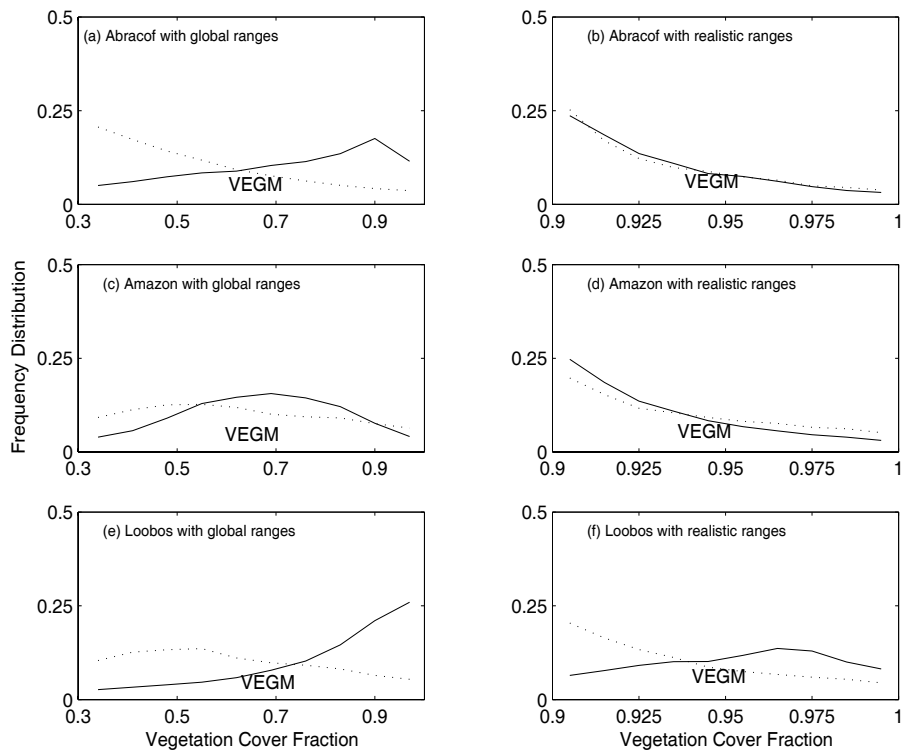 0.5
(a) Abracof with global ranges
0.25
VEGM
0
0.3 0.5 0.7 0.9
0.5
(b) Abracof with realistic ranges
0.25
VEGM
0
0.9 0.925 0.95 0.975 1
Frequency Distribution
0.5
(c) Amazon with global ranges
0.25
VEGM
0
0.3 0.5 0.7 0.9
0.5
(d) Amazon with realistic ranges
0.25
VEGM
0
0.9 0.925 0.95 0.975 1
0.5
(e) Loobos with global ranges
0.25
VEGM
0
0.3 0.5 0.7 0.9
Vegetation Cover Fraction
0.5
(f) Loobos with realistic ranges
0.25
VEGM
0
0.9 0.925 0.95 0.975 1
Vegetation Cover Fraction